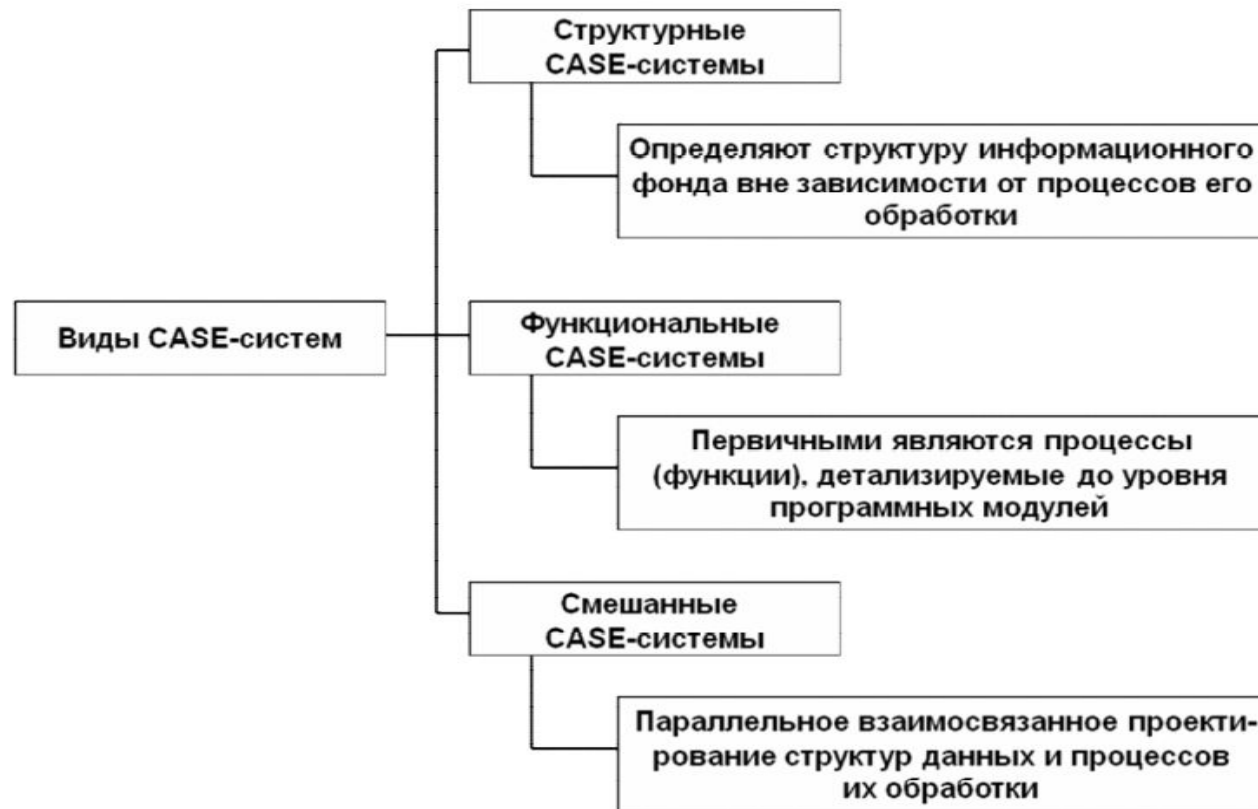 Структурные
CASE-системы
Определяют структуру информационного
фонда вне зависимости от процессов его
обработки
Виды CASE-систем
Функциональные
CASE-системы
Первичными являются процессы
(функции), детализируемые до уровня
программных модулей
Смешанные
CASE-системы
Параллельное взаимосвязанное проекти-
рование структур данных и процессов
их обработки